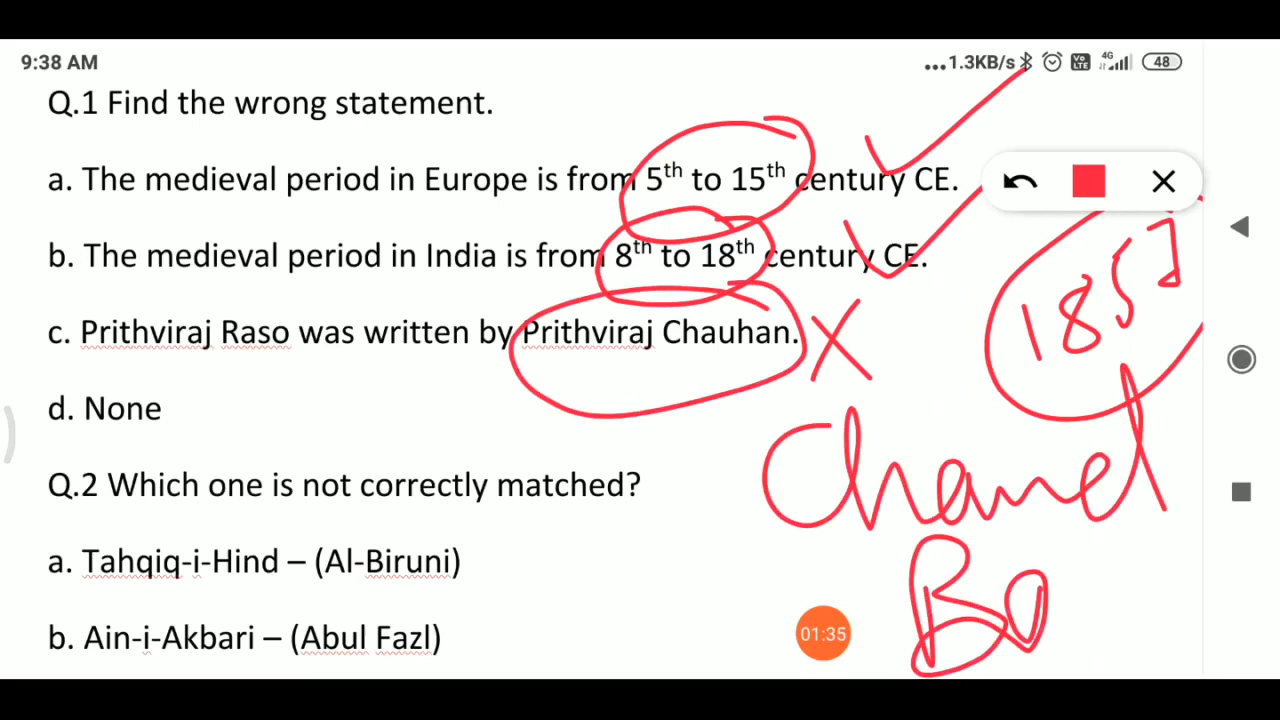 9:38 AM ...1.3KB/s Vo LTE 4G 48
Q.1 Find the wrong statement.
a. The medieval period in Europe is from 5th to 15th century CE.
b. The medieval period in India is from 8th to 18th century CE.
1857
c. Prithviraj Raso was written by Prithviraj Chauhan. X
d. None
Chand
Q.2 Which one is not correctly matched?
a. Tahqiq-i-Hind – (Al-Biruni)
Ba
b. Ain-i-Akbari – (Abul Fazl)
01:35